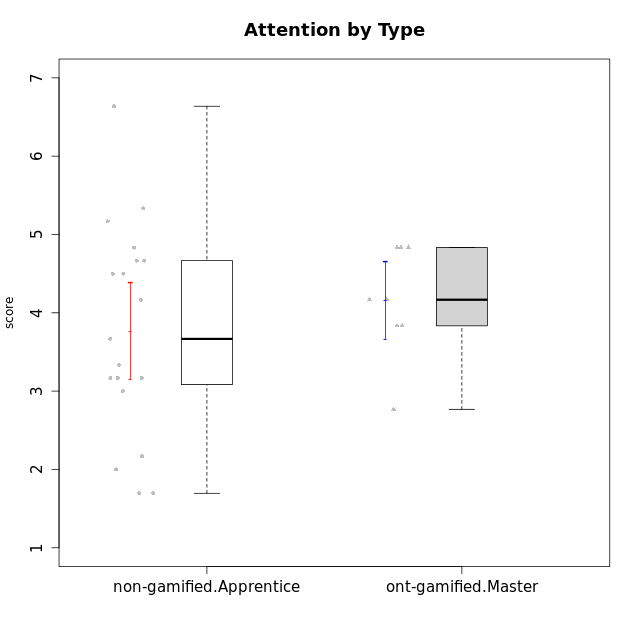 Attention by Type
7
6
5
4
3
2
1
score
non-gamified.Apprentice
ont-gamified.Master